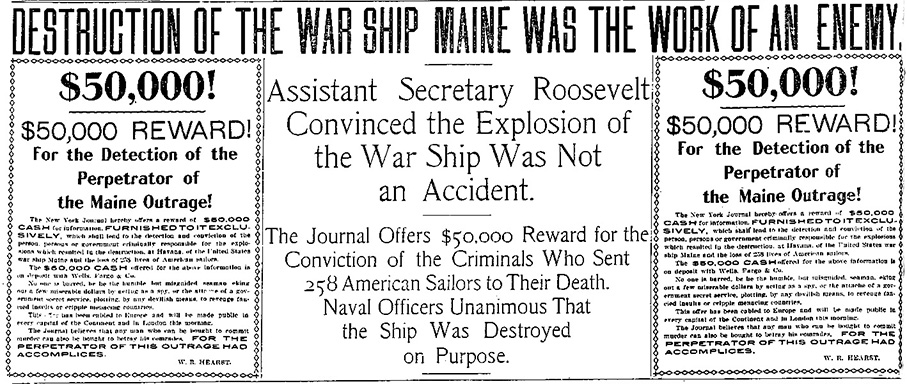 DESTRUCTION OF THE WAR SHIP MAINE WAS THE WORK OF AN ENEMY.
$50,000!
$50,000 REWARD!
For the Detection of the
Perpetrator of
the Maine Outrage!
The New York Journal hereby offers a reward of $50,000
CASH for information, FURNISHED TO IT EXCLU-
SIVELY, which shall lead to the detection and conviction of the
person, persons or government criminally responsible for the explo-
sion which resulted in the destruction, at Havana, of the United States
war ship Maine and the loss of 258 lives of American sailors.
The $50,000 CASH offered for the above information is
on deposit with Wells, Fargo & Co.
No one is barred, be he the humble, but misguided, seaman, eking
out a few miserable dollars by acting as a spy, or the attache of a gov-
ernment secret service, plotting, by any devilish means, to revenge fan-
cied insults or cripple menacing countries.
This offer has been cabled to Europe and will be made public in
every capital of the Continent and in London this morning.
The Journal believes that any man who can be bought to commit
murder can also be bought to betray his comrades. FOR THE
PERPETRATOR OF THIS OUTRAGE HAD
ACCOMPLICES.
W. R. HEARST.
Assistant Secretary Roosevelt
Convinced the Explosion of
the War Ship Was Not
an Accident.
The Journal Offers $50,000 Reward for the
Conviction of the Criminals Who Sent
258 American Sailors to Their Death.
Naval Officers Unanimous That
the Ship Was Destroyed
on Purpose.
$50,000!
$50,000 REWARD!
For the Detection of the
Perpetrator of
the Maine Outrage!
The New York Journal hereby offers a reward of $50,000
CASH for information, FURNISHED TO IT EXCLU-
SIVELY, which shall lead to the detection and conviction of the
person, persons or government criminally responsible for the explosion
which resulted in the destruction, at Havana, of the United States war
ship Maine and the loss of 258 lives of American sailors.
The $50,000 CASH offered for the above information is
on deposit with Wells, Fargo & Co.
No one is barred, be he the humble, but misguided, seaman, eking
out a few miserable dollars by acting as a spy, or the attache of a gov-
ernment secret service, plotting, by any devilish means, to revenge fan-
cied insults or cripple menacing countries.
This offer has been cabled to Europe and will be made public in
every capital of the Continent and in London this morning.
The Journal believes that any man who can be bought to commit
murder can also be bought to betray his comrades. FOR THE
PERPETRATOR OF THIS OUTRAGE HAD
ACCOMPLICES.
W. R. HEARST.